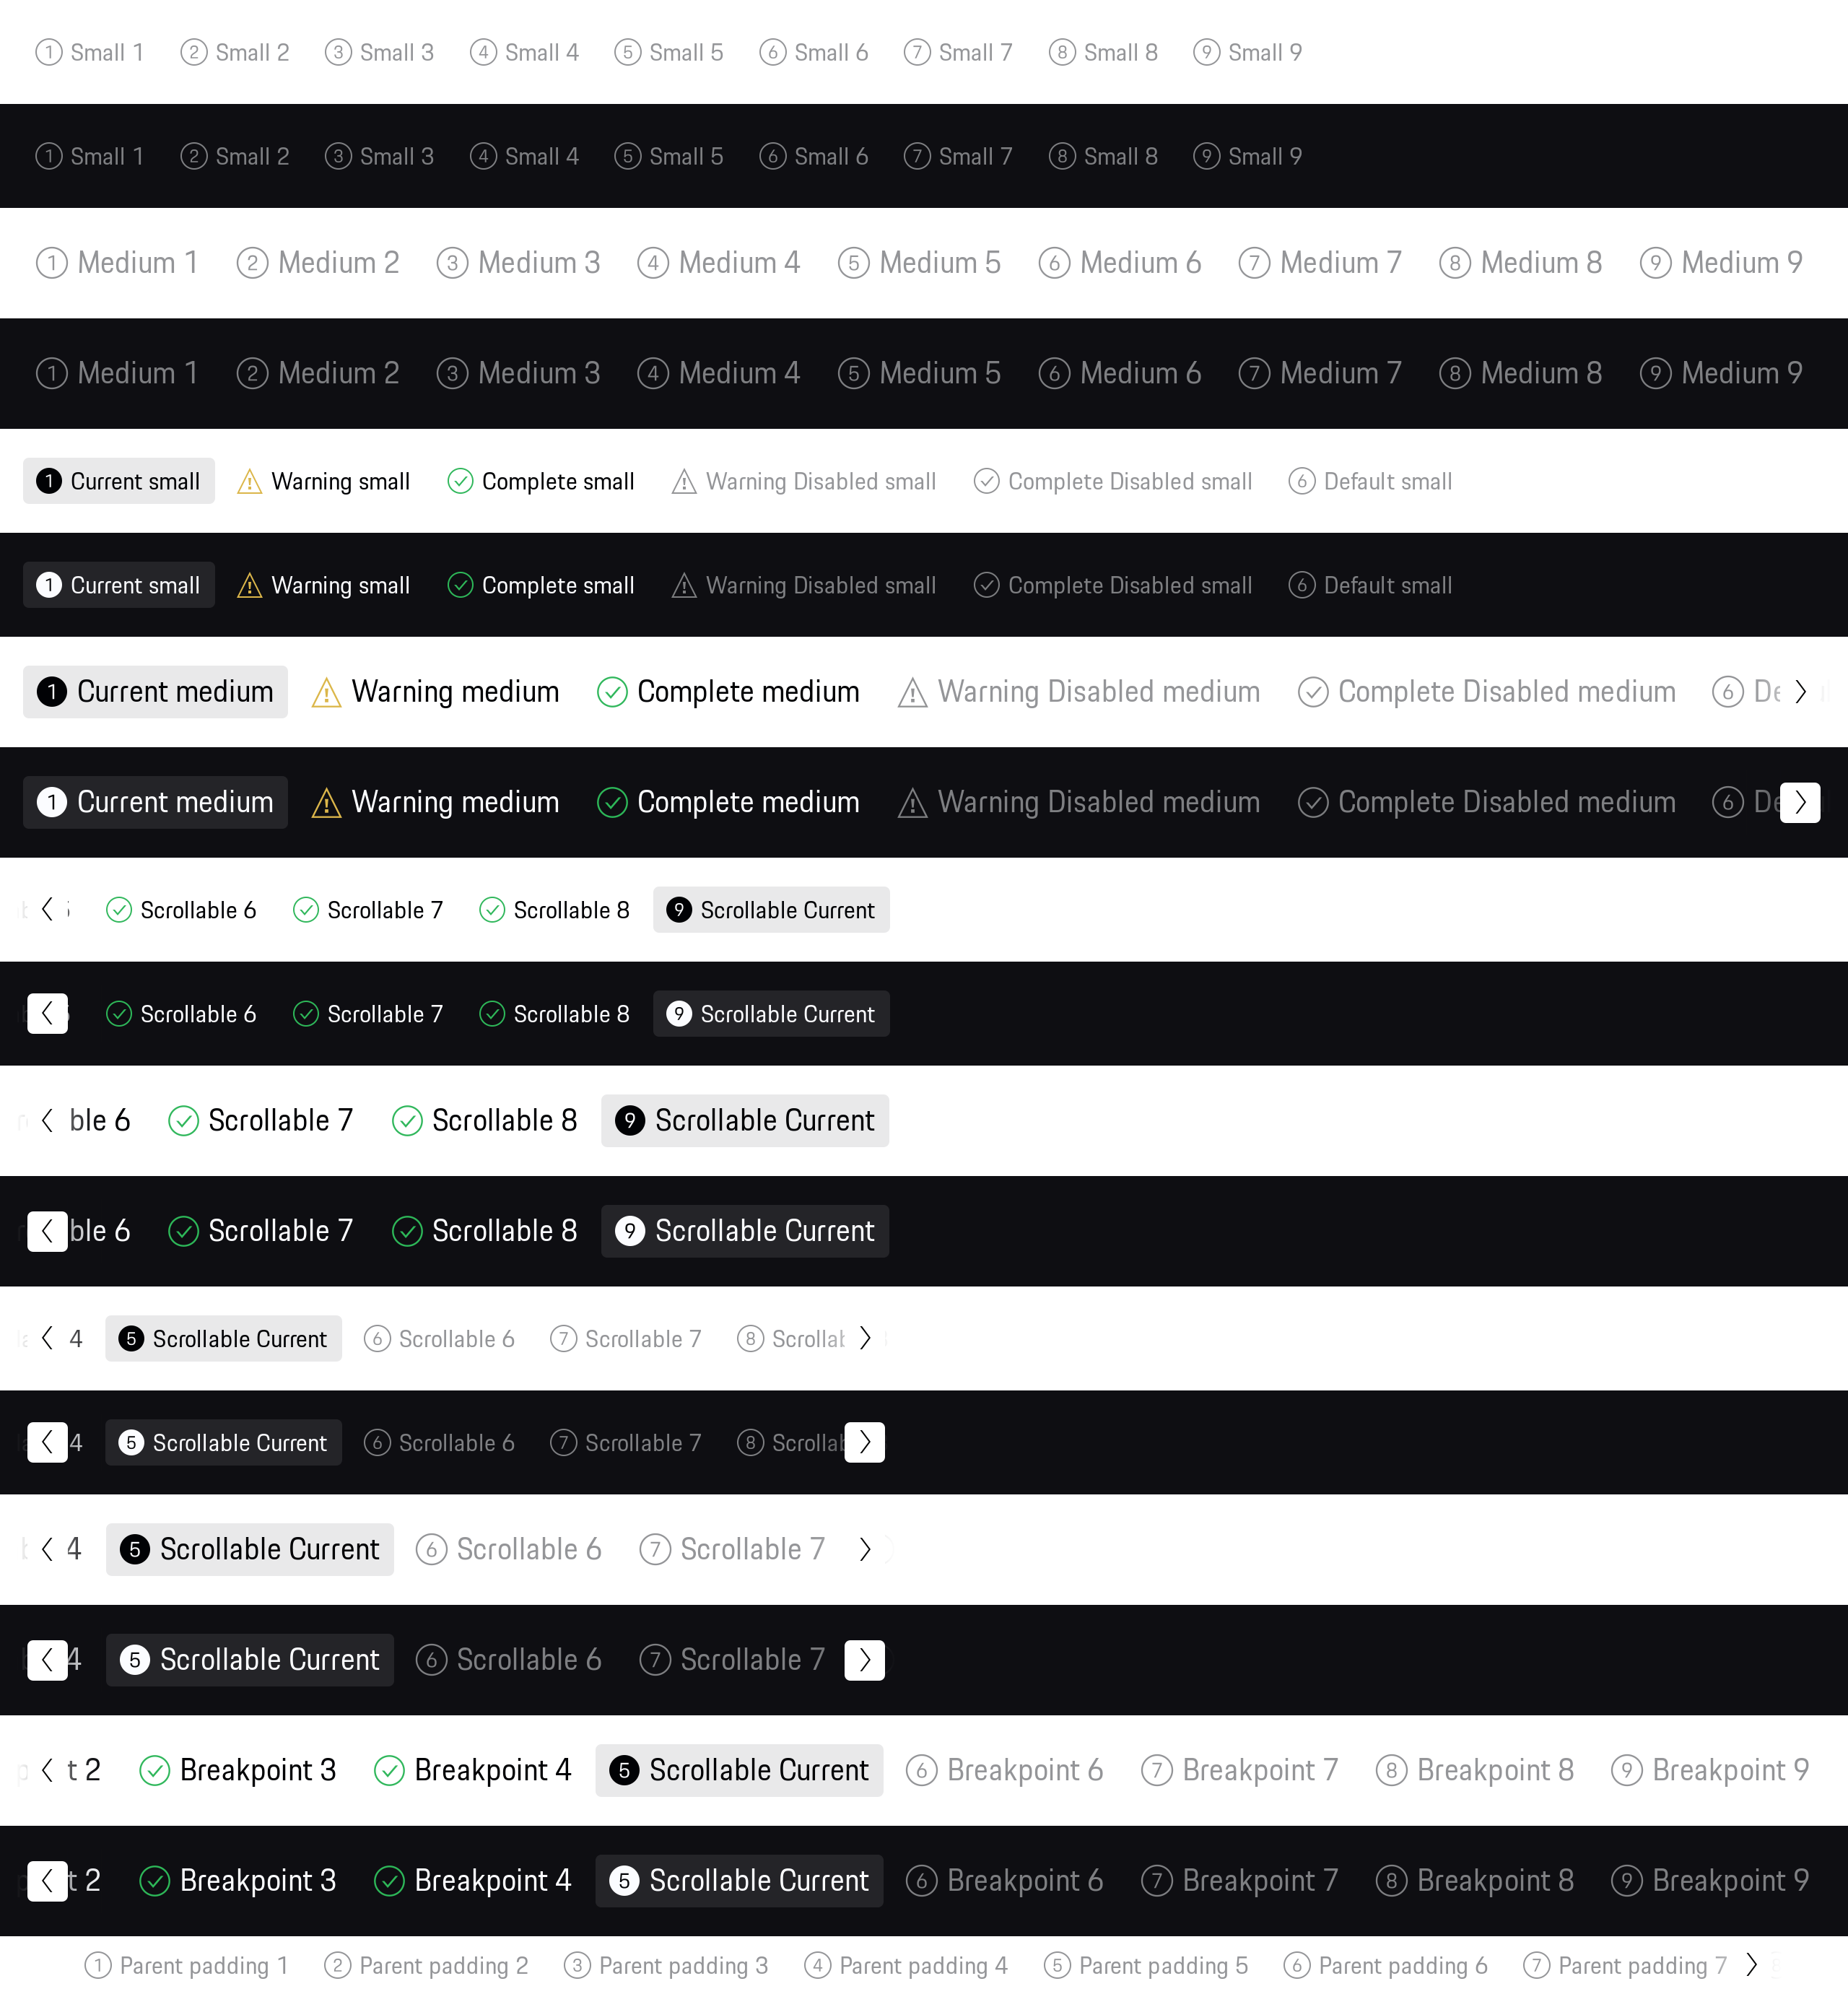 1 Small 1 2 Small 2 3 Small 3 4 Small 4 5 Small 5 6 Small 6 7 Small 7 8 Small 8 9 Small 9
1 Small 1 2 Small 2 3 Small 3 4 Small 4 5 Small 5 6 Small 6 7 Small 7 8 Small 8 9 Small 9
1 Medium 1 2 Medium 2 3 Medium 3 4 Medium 4 5 Medium 5 6 Medium 6 7 Medium 7 8 Medium 8 9 Medium 9
1 Medium 1 2 Medium 2 3 Medium 3 4 Medium 4 5 Medium 5 6 Medium 6 7 Medium 7 8 Medium 8 9 Medium 9
1 Current small Warning small Complete small Warning Disabled small Complete Disabled small 6 Default small
1 Current small Warning small Complete small Warning Disabled small Complete Disabled small 6 Default small
1 Current medium Warning medium Complete medium Warning Disabled medium Complete Disabled medium 6 De
1 Current medium Warning medium Complete medium Warning Disabled medium Complete Disabled medium 6 De
Scrollable 6 Scrollable 7 Scrollable 8 9 Scrollable Current
Scrollable 6 Scrollable 7 Scrollable 8 9 Scrollable Current
ble 6 Scrollable 7 Scrollable 8 9 Scrollable Current
ble 6 Scrollable 7 Scrollable 8 9 Scrollable Current
4 5 Scrollable Current 6 Scrollable 6 7 Scrollable 7 8 Scrollab
4 5 Scrollable Current 6 Scrollable 6 7 Scrollable 7 8 Scrollab
4 5 Scrollable Current 6 Scrollable 6 7 Scrollable 7
4 5 Scrollable Current 6 Scrollable 6 7 Scrollable 7
t 2 Breakpoint 3 Breakpoint 4 5 Scrollable Current 6 Breakpoint 6 7 Breakpoint 7 8 Breakpoint 8 9 Breakpoint 9
t 2 Breakpoint 3 Breakpoint 4 5 Scrollable Current 6 Breakpoint 6 7 Breakpoint 7 8 Breakpoint 8 9 Breakpoint 9
1 Parent padding 1 2 Parent padding 2 3 Parent padding 3 4 Parent padding 4 5 Parent padding 5 6 Parent padding 6 7 Parent padding 7